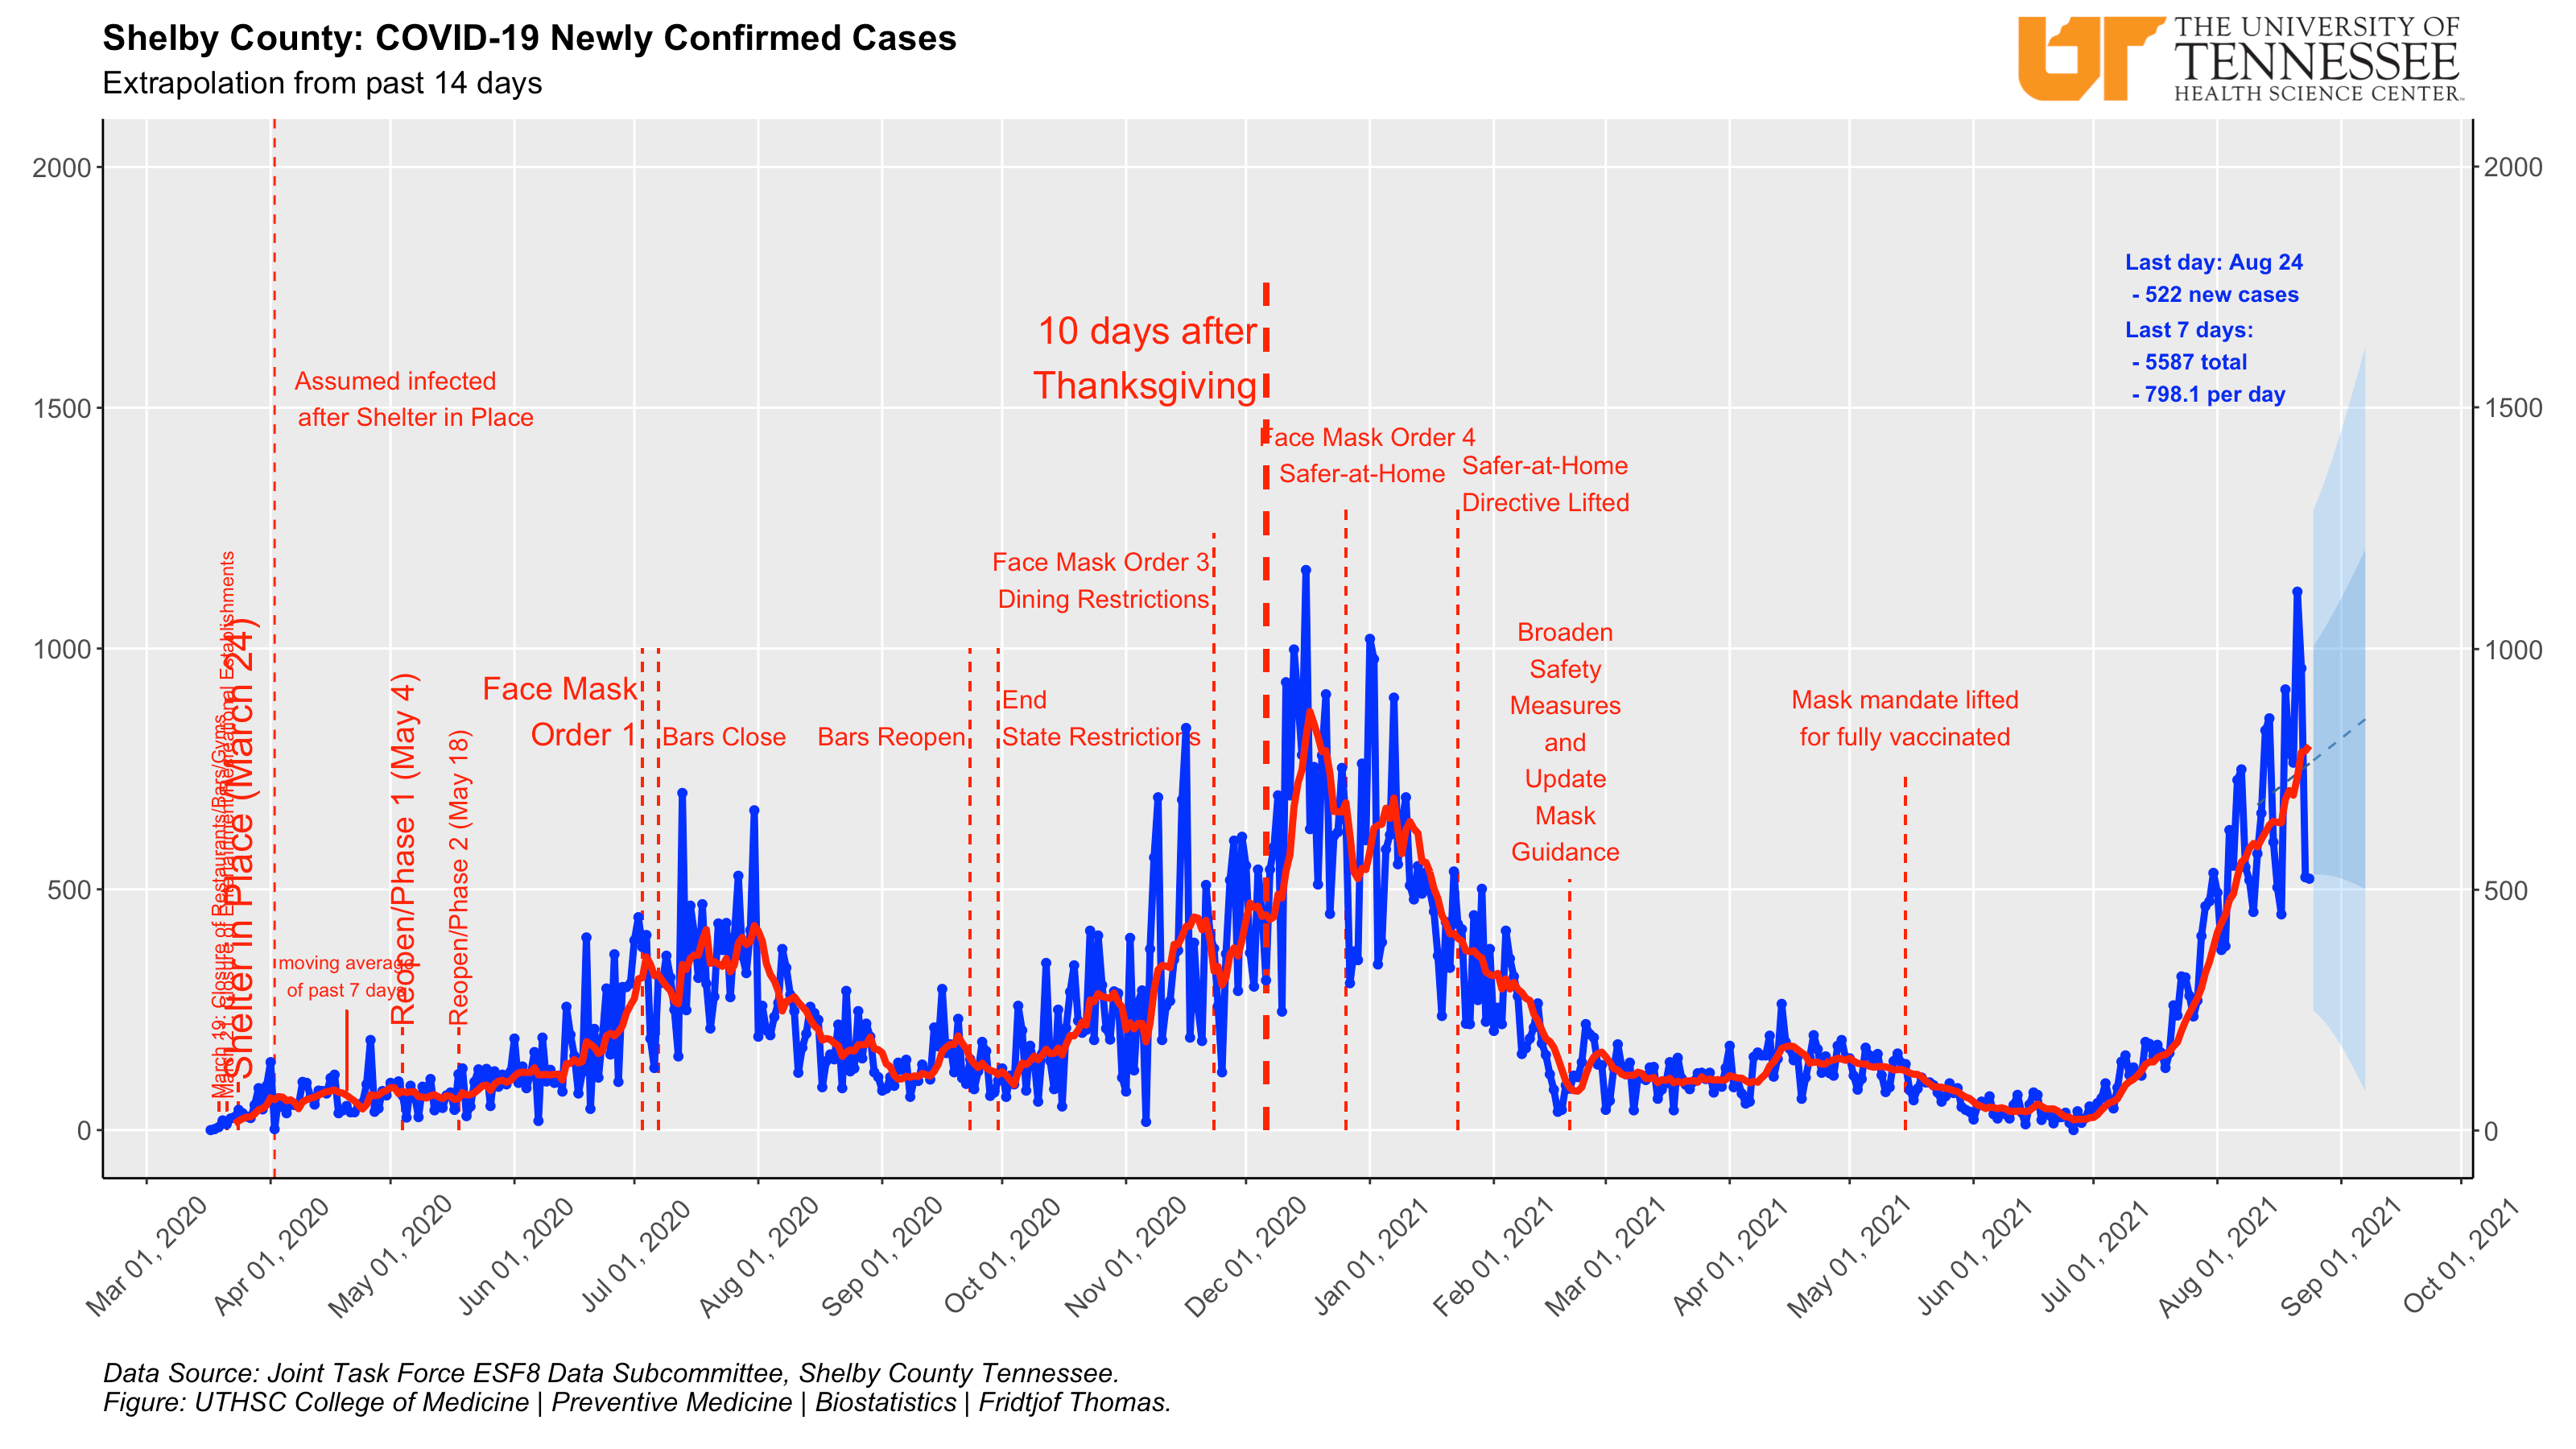 Shelby County: COVID-19 Newly Confirmed Cases
Extrapolation from past 14 days
THE UNIVERSITY OF
TENNESSEE
HEALTH SCIENCE CENTER
2000
1500
1000
500
0
2000
1500
1000
500
0
Last day: Aug 24
- 522 new cases
Last 7 days:
- 5587 total
- 798.1 per day
March 29: Closure of Restaurants/Bars/Gyms
Shelter in Place (March 24)
Assumed infected
after Shelter in Place
moving average
of past 7 days
Reopen/Phase 1 (May 4)
Reopen/Phase 2 (May 18)
Face Mask
Order 1
Bars Close
Bars Reopen
End
State Restrictions
Face Mask Order 3
Dining Restrictions
10 days after
Thanksgiving
Face Mask Order 4
Safer-at-Home
Safer-at-Home
Directive Lifted
Broaden
Safety
Measures
and
Update
Mask
Guidance
Mask mandate lifted
for fully vaccinated
Mar 01, 2020
Apr 01, 2020
May 01, 2020
Jun 01, 2020
Jul 01, 2020
Aug 01, 2020
Sep 01, 2020
Oct 01, 2020
Nov 01, 2020
Dec 01, 2020
Jan 01, 2021
Feb 01, 2021
Mar 01, 2021
Apr 01, 2021
May 01, 2021
Jun 01, 2021
Jul 01, 2021
Aug 01, 2021
Sep 01, 2021
Oct 01, 2021
Data Source: Joint Task Force ESF8 Data Subcommittee, Shelby County Tennessee.
Figure: UTHSC College of Medicine | Preventive Medicine | Biostatistics | Fridtjof Thomas.